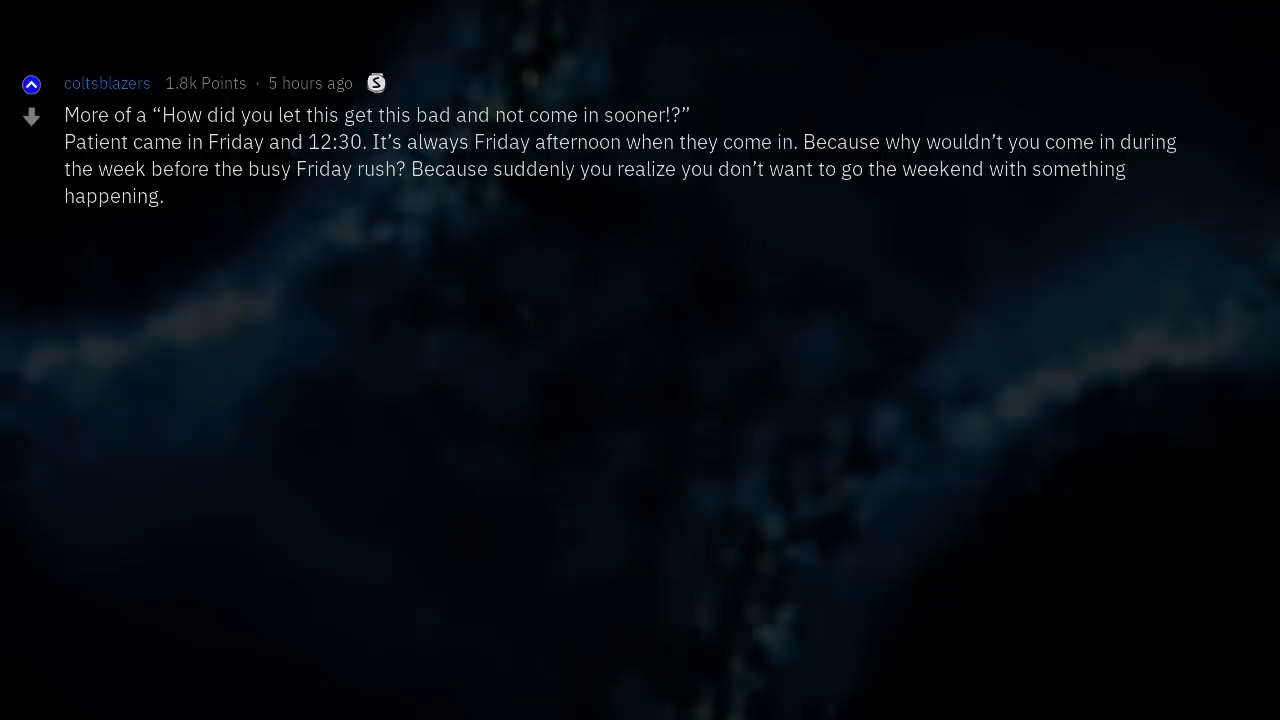 coltsblazers 1.8k Points · 5 hours ago S
More of a “How did you let this get this bad and not come in sooner!?”
Patient came in Friday and 12:30. It’s always Friday afternoon when they come in. Because why wouldn’t you come in during
the week before the busy Friday rush? Because suddenly you realize you don’t want to go the weekend with something
happening.